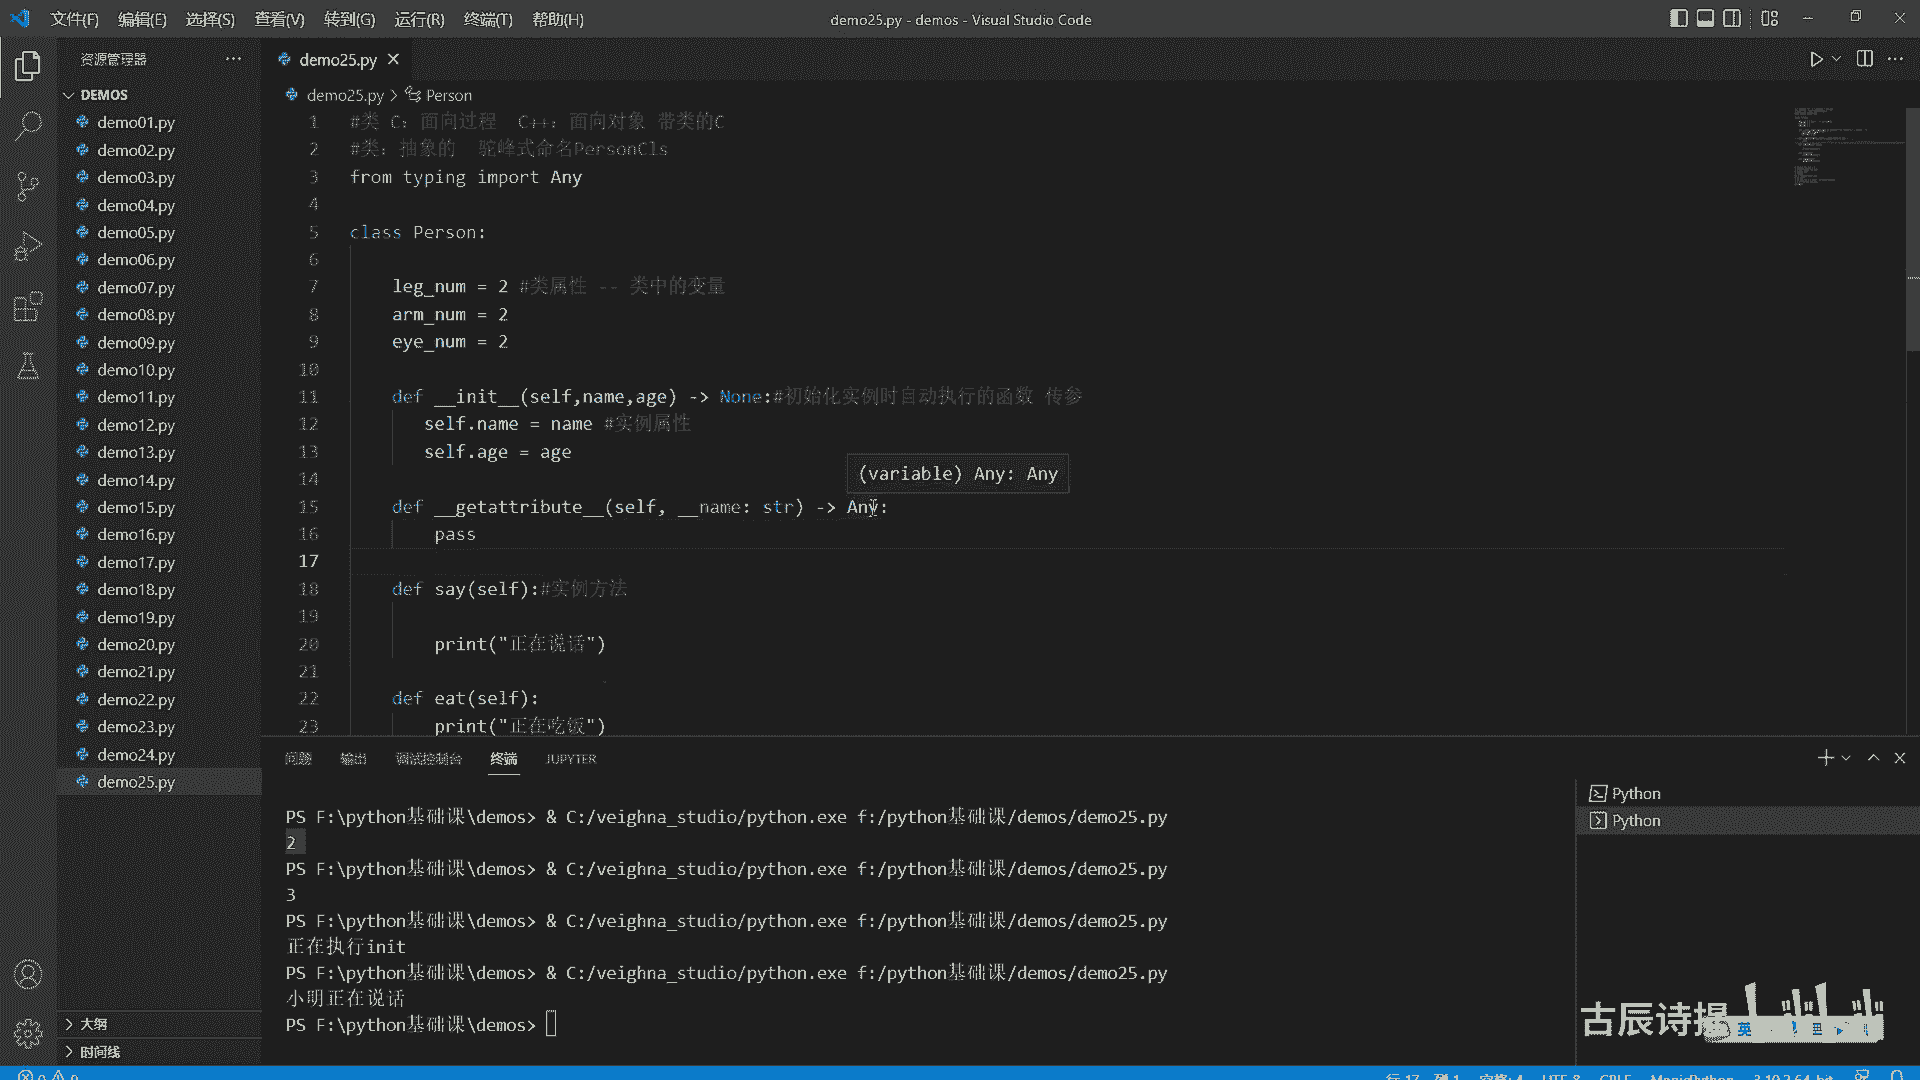 文件(F) 编辑(E) 选择(S) 查看(V) 转到(G) 运行(R) 终端(T) 帮助(H)
demo25.py - demos - Visual Studio Code
资源管理器
DEMOS
demo01.py
demo02.py
demo03.py
demo04.py
demo05.py
demo06.py
demo07.py
demo08.py
demo09.py
demo10.py
demo11.py
demo12.py
demo13.py
demo14.py
demo15.py
demo16.py
demo17.py
demo18.py
demo19.py
demo20.py
demo21.py
demo22.py
demo23.py
demo24.py
demo25.py
大纲
时间线
demo25.py
demo25.py > Person
1 #类 C：面向过程 C++：面向对象 带类的C
2 #类：抽象的 驼峰式命名PersonCls
3 from typing import Any
4
5 class Person:
6
7 leg_num = 2 #类属性 -- 类中的变量
8 arm_num = 2
9 eye_num = 2
10
11 def __init__(self,name,age) -> None:#初始化实例时自动执行的函数 传参
12 self.name = name #实例属性
13 self.age = age
(variable) Any: Any
14
15 def __getattribute__(self, __name: str) -> Any:
16 pass
17
18 def say(self):#实例方法
19
20 print("正在说话")
21
22 def eat(self):
23 print("正在吃饭")
问题 输出 调试控制台 终端 JUPYTER
PS F:\python基础课\demos> & C:/veighna_studio/python.exe f:/python基础课/demos/demo25.py
2
PS F:\python基础课\demos> & C:/veighna_studio/python.exe f:/python基础课/demos/demo25.py
3
PS F:\python基础课\demos> & C:/veighna_studio/python.exe f:/python基础课/demos/demo25.py
正在执行init
PS F:\python基础课\demos> & C:/veighna_studio/python.exe f:/python基础课/demos/demo25.py
小明正在说话
PS F:\python基础课\demos>
Python
Python
古辰诗提
英
行 17, 列 1 空格: 4 UTF-8 CRLF MagicPython 3.10.2 64-bit